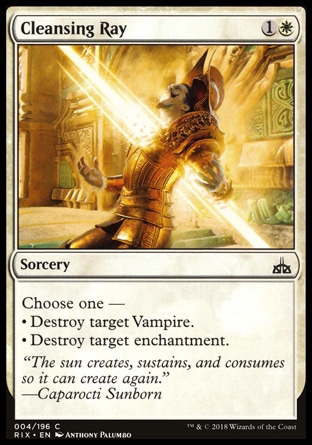 Cleansing Ray 1
Sorcery
Choose one —
• Destroy target Vampire.
• Destroy target enchantment.
"The sun creates, sustains, and consumes
so it can create again."
—Caparocti Sunborn
004/196 C
RIX • EN Anthony Palumbo ™ & © 2018 Wizards of the Coast